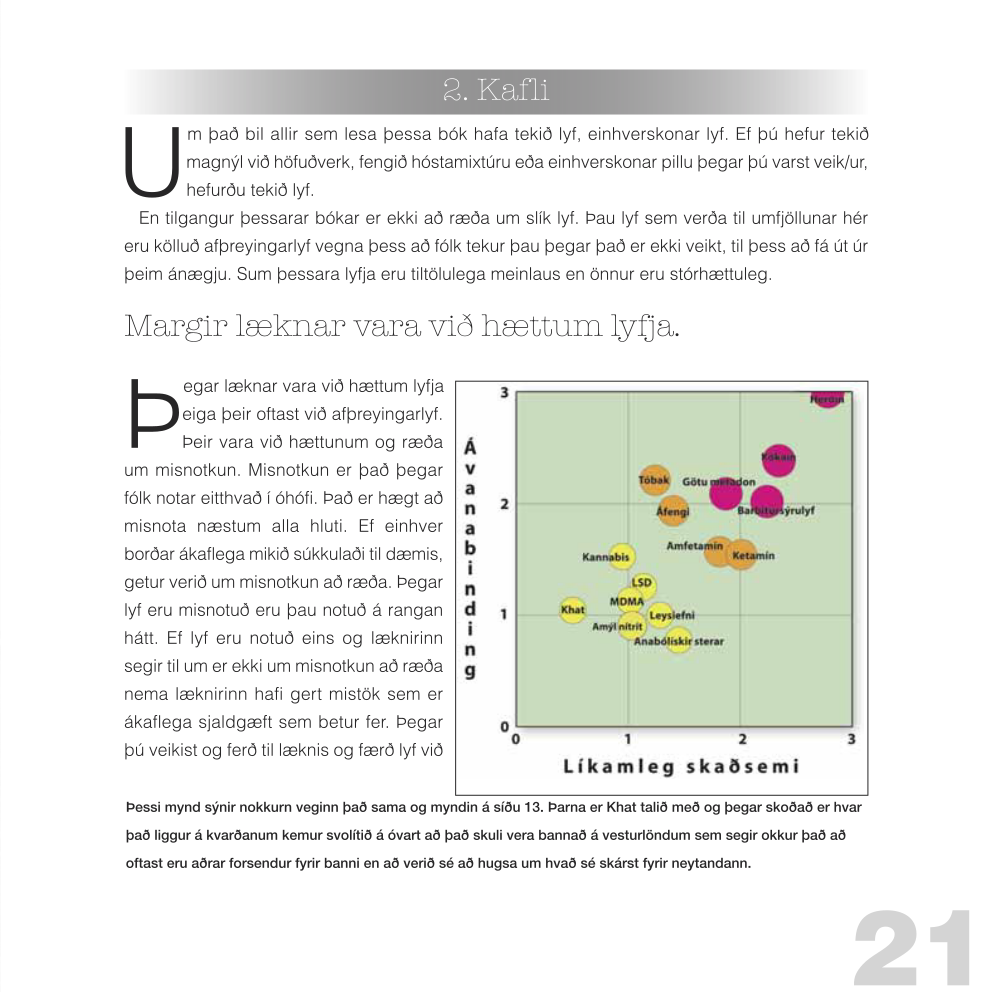 2. Kafli
Um það bil allir sem lesa þessa bók hafa tekið lyf, einhverskonar lyf. Ef þú hefur tekið
magnýl við höfuðverk, fengið hóstamixtúru eða einhverskonar pillu þegar þú varst veik/ur,
hefurðu tekið lyf.
En tilgangur þessarar bókar er ekki að ræða um slík lyf. Þau lyf sem verða til umfjöllunar hér
eru kölluð afþreyingarlyf vegna þess að fólk tekur þau þegar það er ekki veikt, til þess að fá út úr
þeim ánægju. Sum þessara lyfja eru tiltölulega meinlaus en önnur eru stórhættuleg.
Margir læknar vara við hættum lyfja.
Þegar læknar vara við hættum lyfja
eiga þeir oftast við afþreyingarlyf.
Þeir vara við hættunum og ræða
um misnotkun. Misnotkun er það þegar
fólk notar eitthvað í óhófi. Það er hægt að
misnota næstum alla hluti. Ef einhver
borðar ákaflega mikið súkkulaði til dæmis,
getur verið um misnotkun að ræða. Þegar
lyf eru misnotuð eru þau notuð á rangan
hátt. Ef lyf eru notuð eins og læknirinn
segir til um er ekki um misnotkun að ræða
nema læknirinn hafi gert mistök sem er
ákaflega sjaldgæft sem betur fer. Þegar
þú veikist og ferð til læknis og færð lyf við
Ávanabinding
3
2
1
0
Heróín
Kókaín
Tóbak
Götu metadon
Áfengi
Barbitursýrulyf
Amfetamín
Ketamín
Kannabis
LSD
MDMA
Khat
Leysiefni
Amýl nítrít
Anabólískir sterar
0 1 2 3
Líkamleg skaðsemi
Þessi mynd sýnir nokkurn veginn það sama og myndin á síðu 13. Þarna er Khat talið með og þegar skoðað er hvar
það liggur á kvarðanum kemur svolítið á óvart að það skuli vera bannað á vesturlöndum sem segir okkur það að
oftast eru aðrar forsendur fyrir banni en að verið sé að hugsa um hvað sé skárst fyrir neytandann.
21